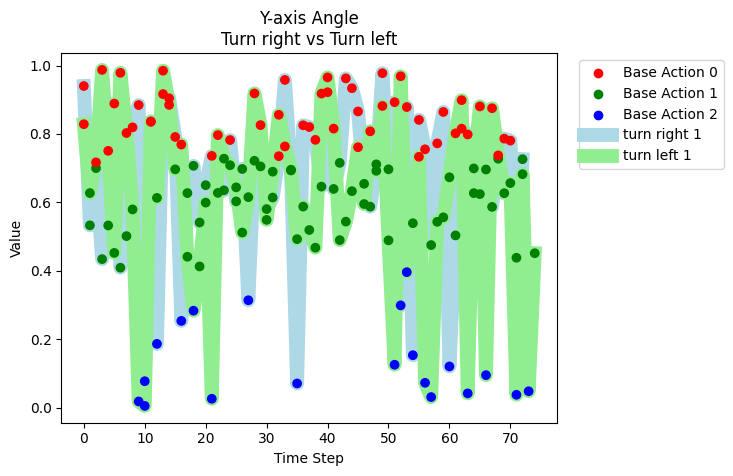 Y-axis Angle
Turn right vs Turn left
Base Action 0
Base Action 1
Base Action 2
turn right 1
turn left 1
Value
1.0
0.8
0.6
0.4
0.2
0.0
0 10 20 30 40 50 60 70
Time Step